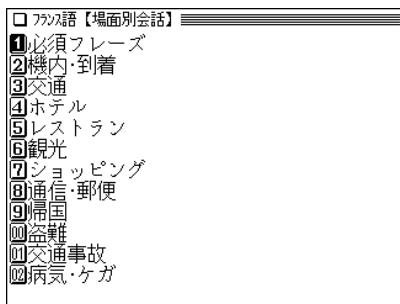 □ フランス語【場面別会話】
1必須フレーズ
2機内·到着
3交通
4ホテル
5レストラン
6観光
7ショッピング
8通信·郵便
9帰国
00盗難
01交通事故
02病気·ケガ